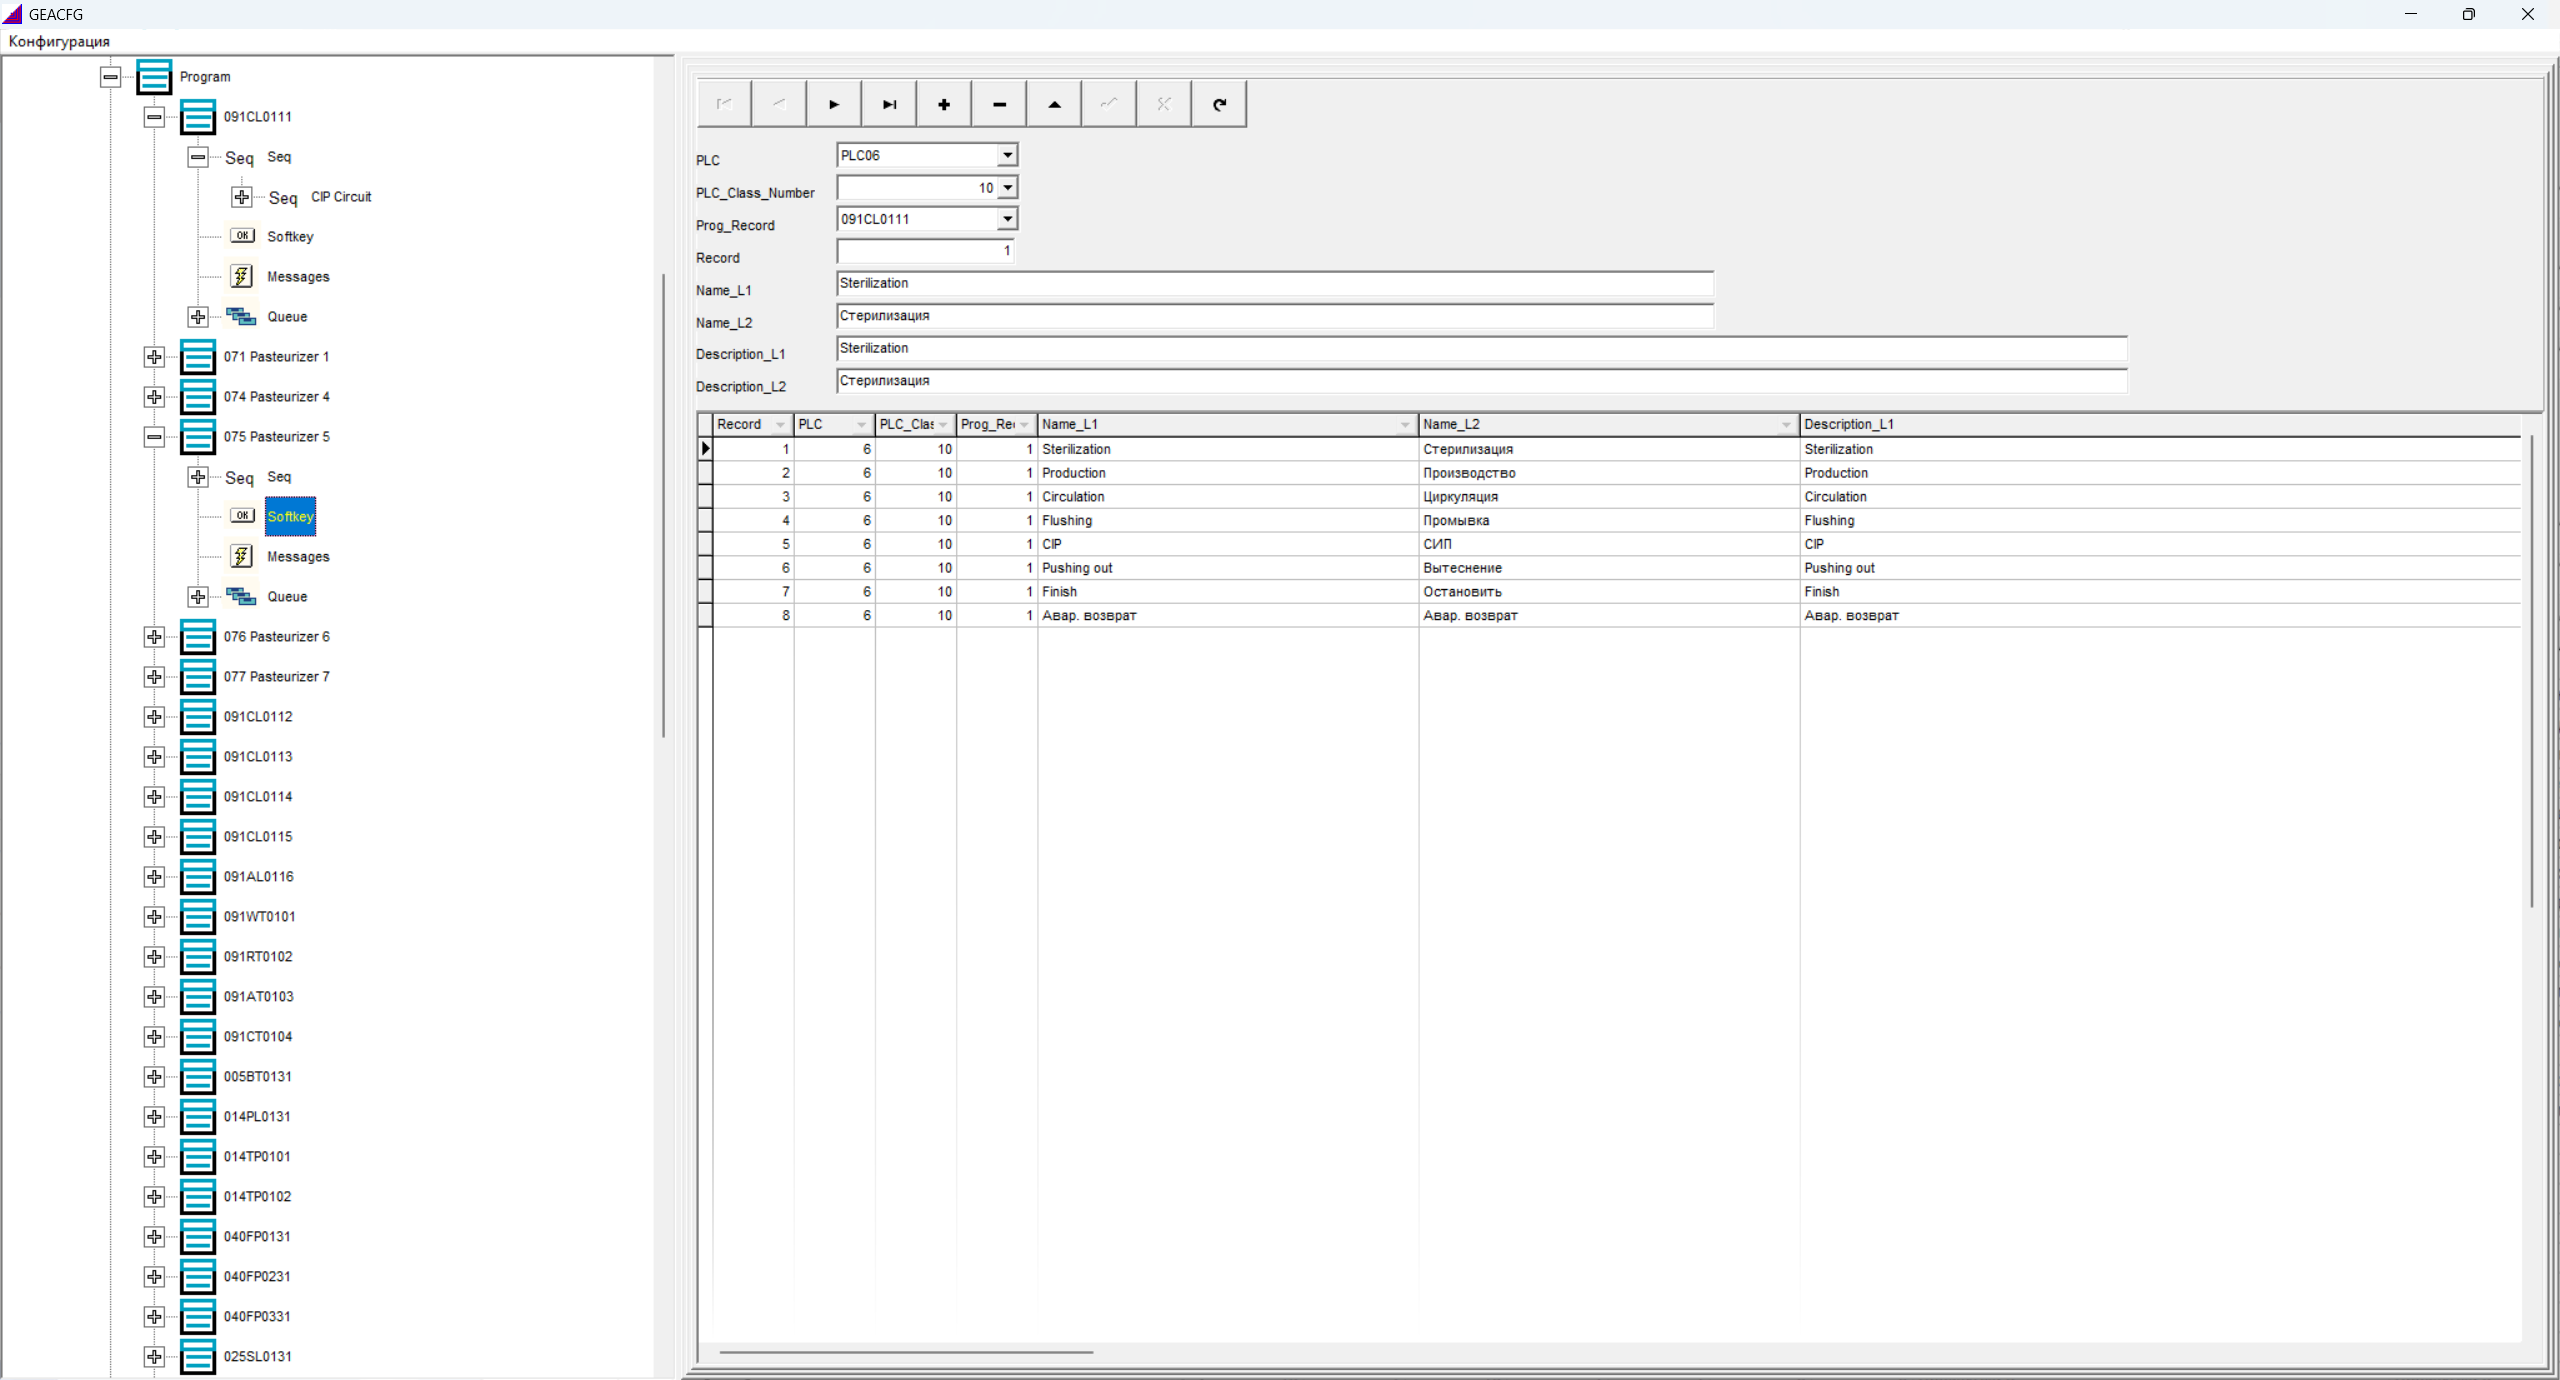 GEACFG
Конфигурация
Program
091CL0111
Seq Seq
Seq CIP Circuit
OK Softkey
Messages
Queue
071 Pasteurizer 1
074 Pasteurizer 4
075 Pasteurizer 5
Seq Seq
OK Softkey
Messages
Queue
076 Pasteurizer 6
077 Pasteurizer 7
091CL0112
091CL0113
091CL0114
091CL0115
091AL0116
091WT0101
091RT0102
091AT0103
091CT0104
005BT0131
014PL0131
014TP0101
014TP0102
040FP0131
040FP0231
040FP0331
025SL0131
PLC PLC06
PLC_Class_Number 10
Prog_Record 091CL0111
Record 1
Name_L1 Sterilization
Name_L2 Стерилизация
Description_L1 Sterilization
Description_L2 Стерилизация
Record PLC PLC_Clas Prog_Re Name_L1 Name_L2 Description_L1
1 6 10 1 Sterilization Стерилизация Sterilization
2 6 10 1 Production Производство Production
3 6 10 1 Circulation Циркуляция Circulation
4 6 10 1 Flushing Промывка Flushing
5 6 10 1 CIP СИП CIP
6 6 10 1 Pushing out Вытеснение Pushing out
7 6 10 1 Finish Остановить Finish
8 6 10 1 Авар. возврат Авар. возврат Авар. возврат